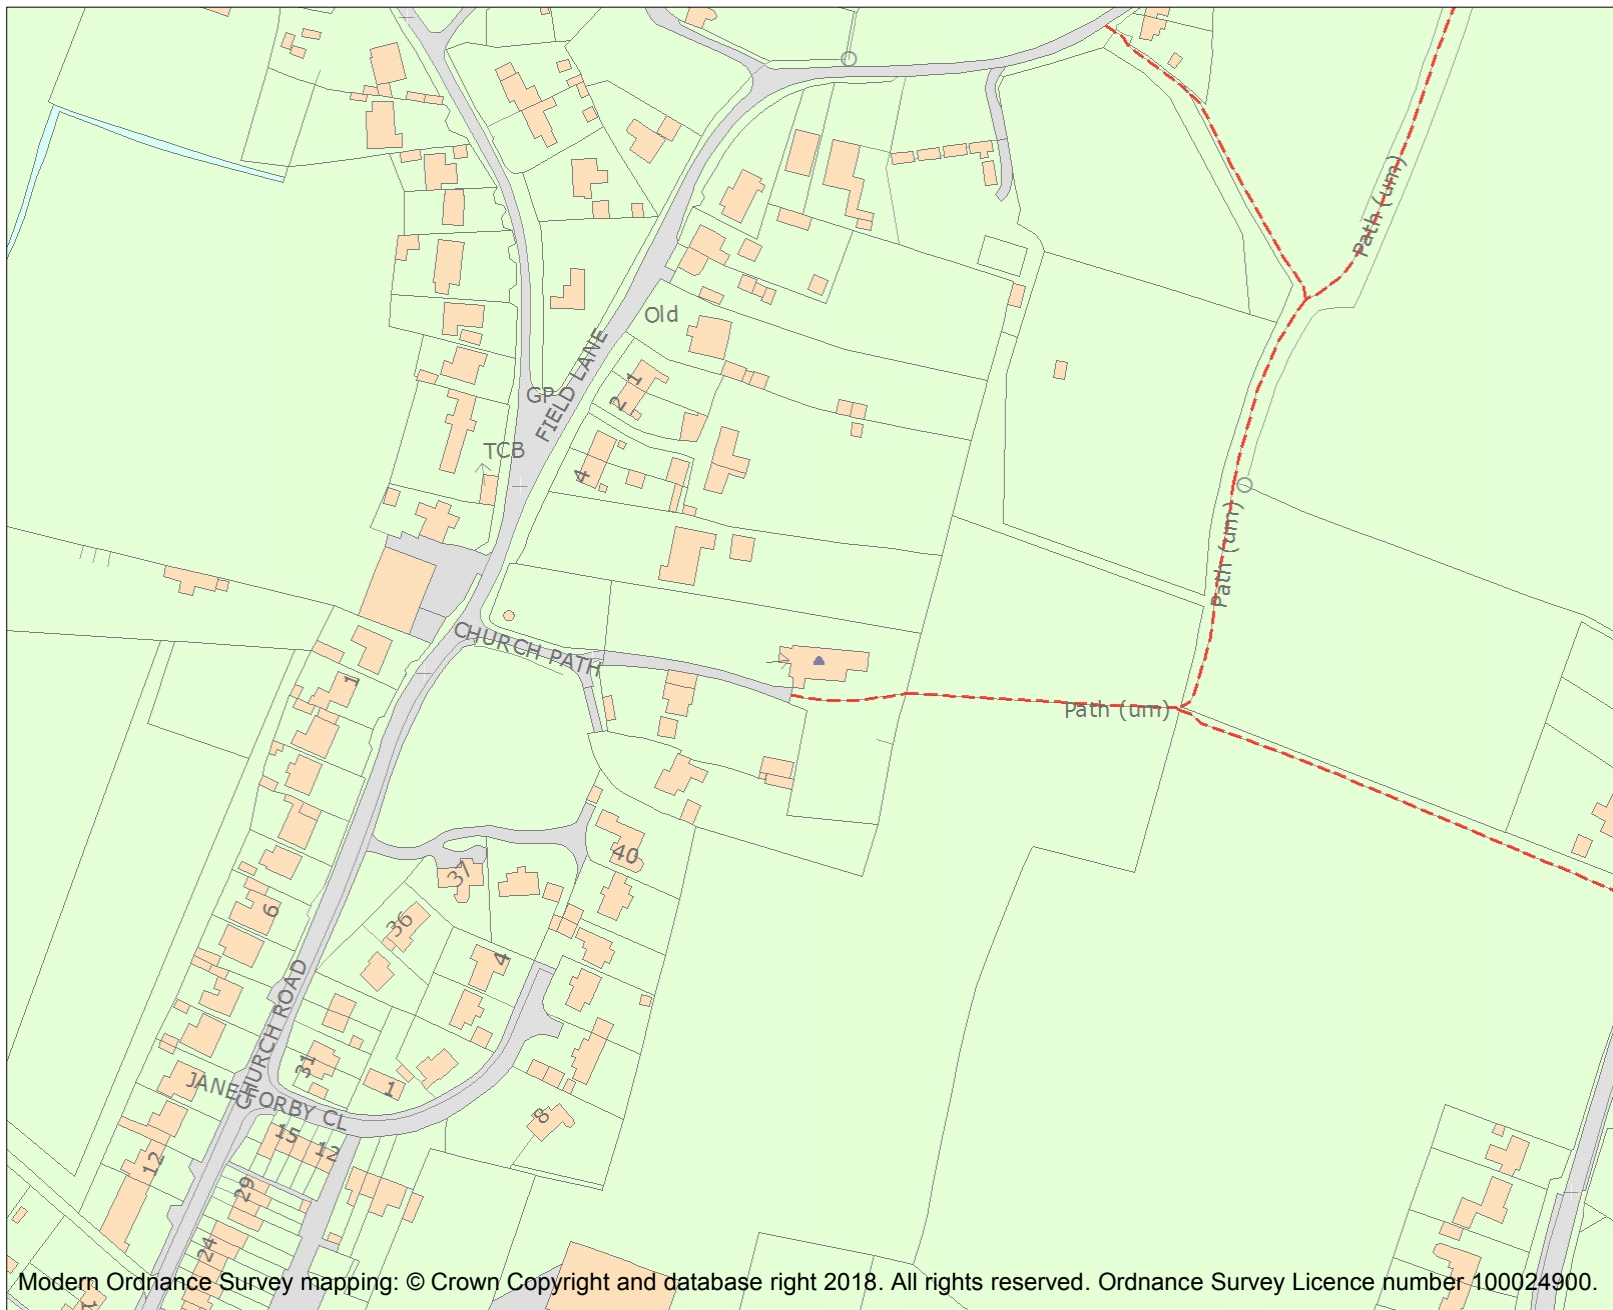 Path (um)
Old
FIELD LANE
1
2
GP
TCB
4
Path (um)
CHURCH PATH
1
Path (um)
40
37
6
36
4
CHURCH ROAD
31
1
JANE FORBY CL
8
15
12
12
29
24
1
Modern Ordnance Survey mapping: © Crown Copyright and database right 2018. All rights reserved. Ordnance Survey Licence number 100024900.